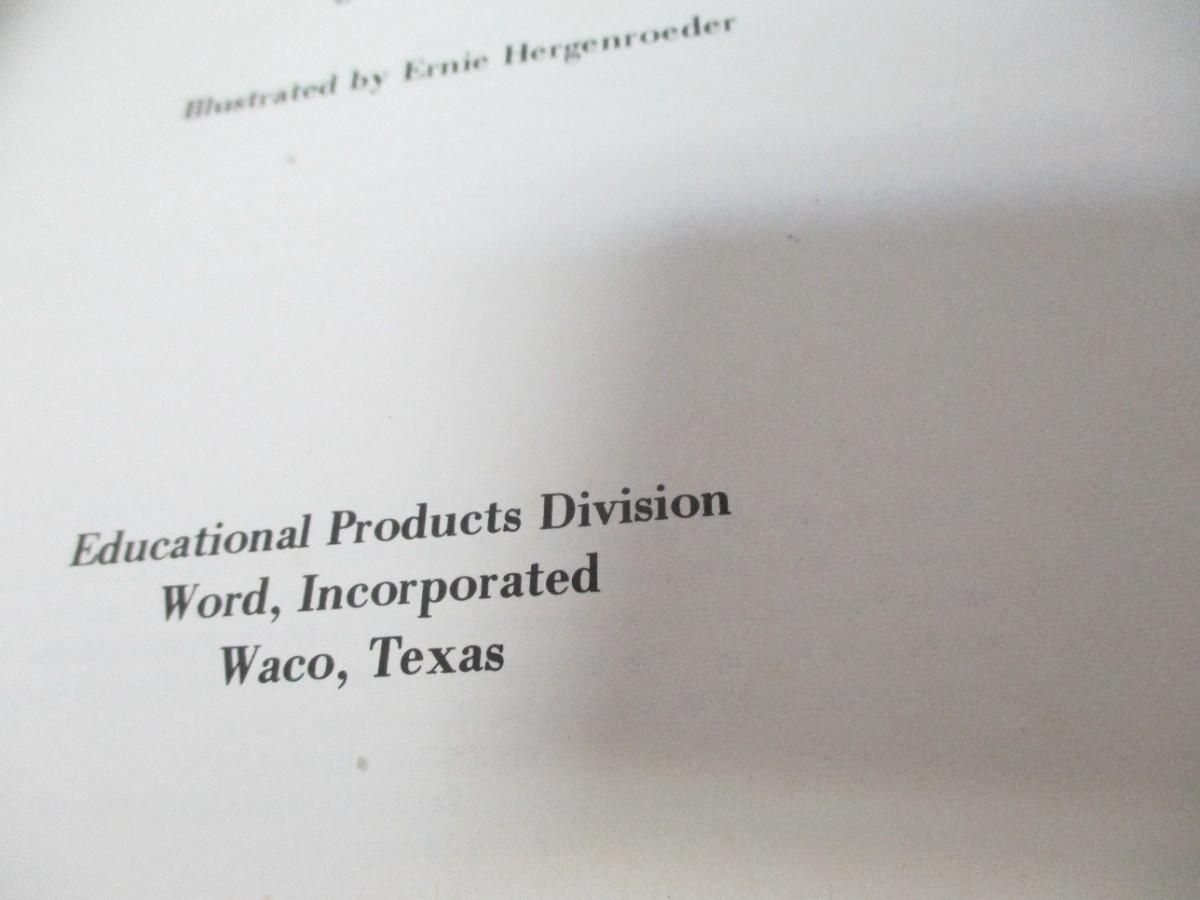 Illustrated by Ernie Hergenroeder
Educational Products Division
Word, Incorporated
Waco, Texas